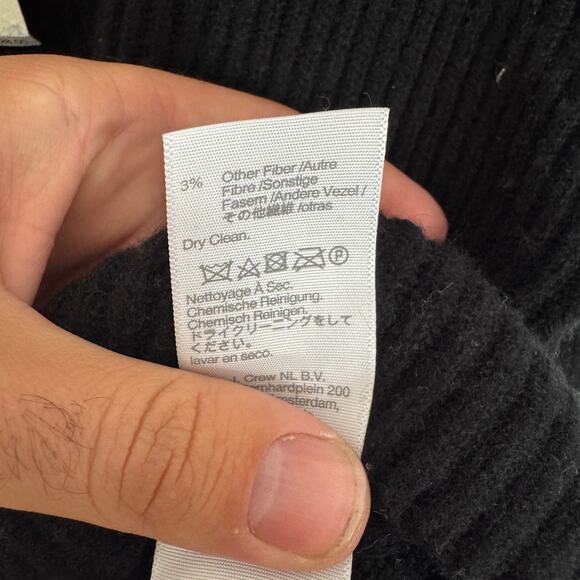 3% Other Fiber /Autre
Fibre /Sonstige
Fasern /Andere Vezel /
その他繊維 /otras
Dry Clean.
P
Nettoyage À Sec.
Chemische Reinigung.
Chemisch Reinigen.
ドライクリーニングをして
ください。
lavar en seco.
Crew NL B.V.
200